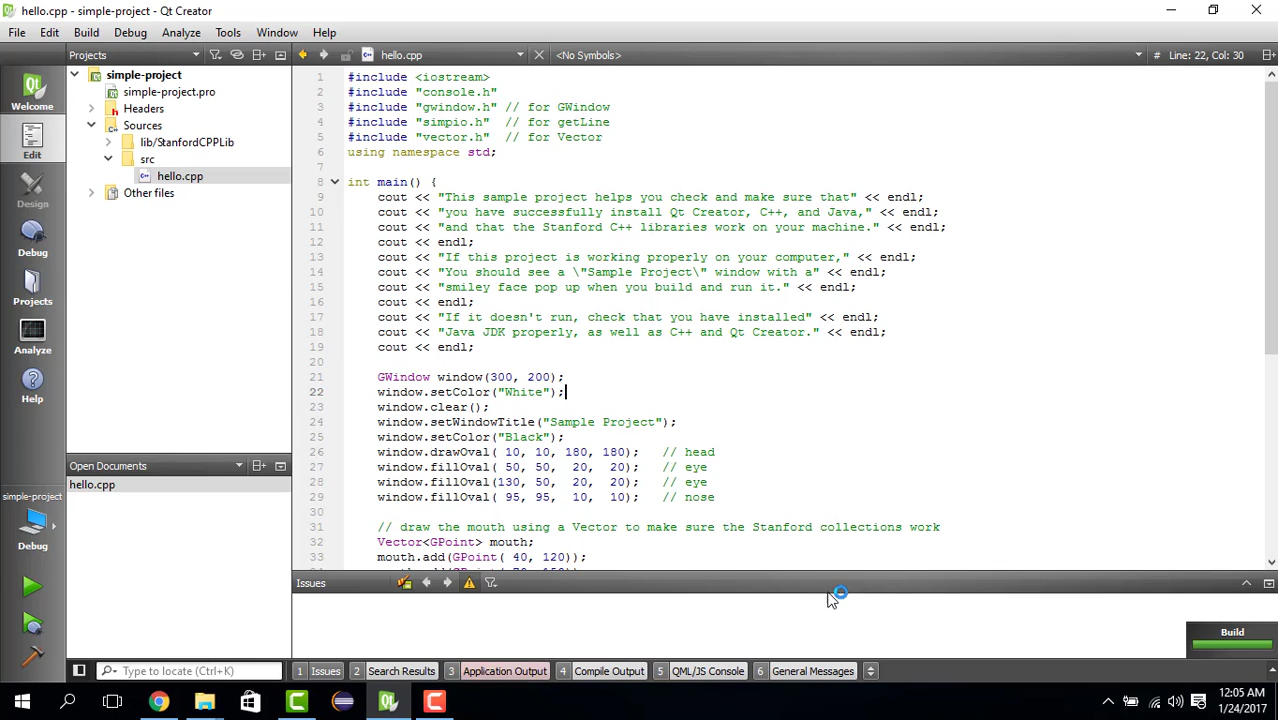 hello.cpp - simple-project - Qt Creator
File Edit Build Debug Analyze Tools Window Help
Projects hello.cpp <No Symbols> # Line: 22, Col: 30
Welcome
Edit
Design
Debug
Projects
Analyze
Help
simple-project
Debug
simple-project
simple-project.pro
Headers
Sources
lib/StanfordCPPLib
src
hello.cpp
Other files
Open Documents
hello.cpp
1 #include <iostream>
2 #include "console.h"
3 #include "gwindow.h" // for GWindow
4 #include "simpio.h"  // for getLine
5 #include "vector.h"  // for Vector
6 using namespace std;
7
8 int main() {
9 cout << "This sample project helps you check and make sure that" << endl;
10 cout << "you have successfully install Qt Creator, C++, and Java," << endl;
11 cout << "and that the Stanford C++ libraries work on your machine." << endl;
12 cout << endl;
13 cout << "If this project is working properly on your computer," << endl;
14 cout << "You should see a \"Sample Project\" window with a" << endl;
15 cout << "smiley face pop up when you build and run it." << endl;
16 cout << endl;
17 cout << "If it doesn't run, check that you have installed" << endl;
18 cout << "Java JDK properly, as well as C++ and Qt Creator." << endl;
19 cout << endl;
20
21 GWindow window(300, 200);
22 window.setColor("White");
23 window.clear();
24 window.setWindowTitle("Sample Project");
25 window.setColor("Black");
26 window.drawOval( 10, 10, 180, 180);   // head
27 window.fillOval( 50, 50,  20,  20);   // eye
28 window.fillOval(130, 50,  20,  20);   // eye
29 window.fillOval( 95, 95,  10,  10);   // nose
30
31 // draw the mouth using a Vector to make sure the Stanford collections work
32 Vector<GPoint> mouth;
33 mouth.add(GPoint( 40, 120));
Issues
Build
Type to locate (Ctrl+K) 1 Issues 2 Search Results 3 Application Output 4 Compile Output 5 QML/JS Console 6 General Messages
12:05 AM
1/24/2017